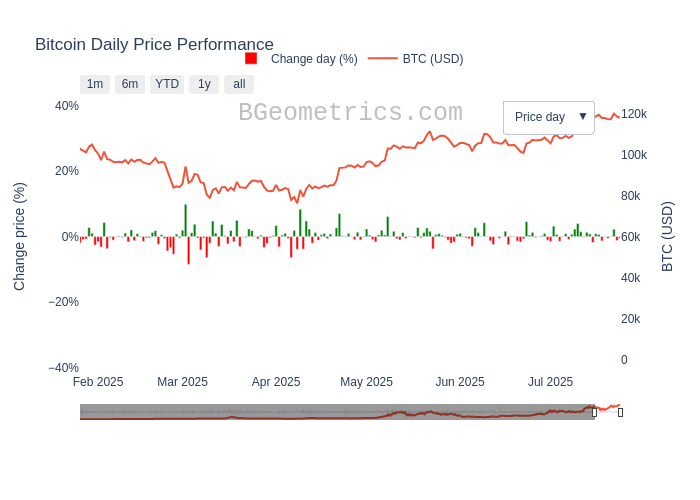 Bitcoin Daily Price Performance
Change day (%) BTC (USD)
1m 6m YTD 1y all
BGeometrics.com
Price day ▼
40%
20%
0%
−20%
−40%
Change price (%)
120k
100k
80k
60k
40k
20k
0
BTC (USD)
Feb 2025 Mar 2025 Apr 2025 May 2025 Jun 2025 Jul 2025